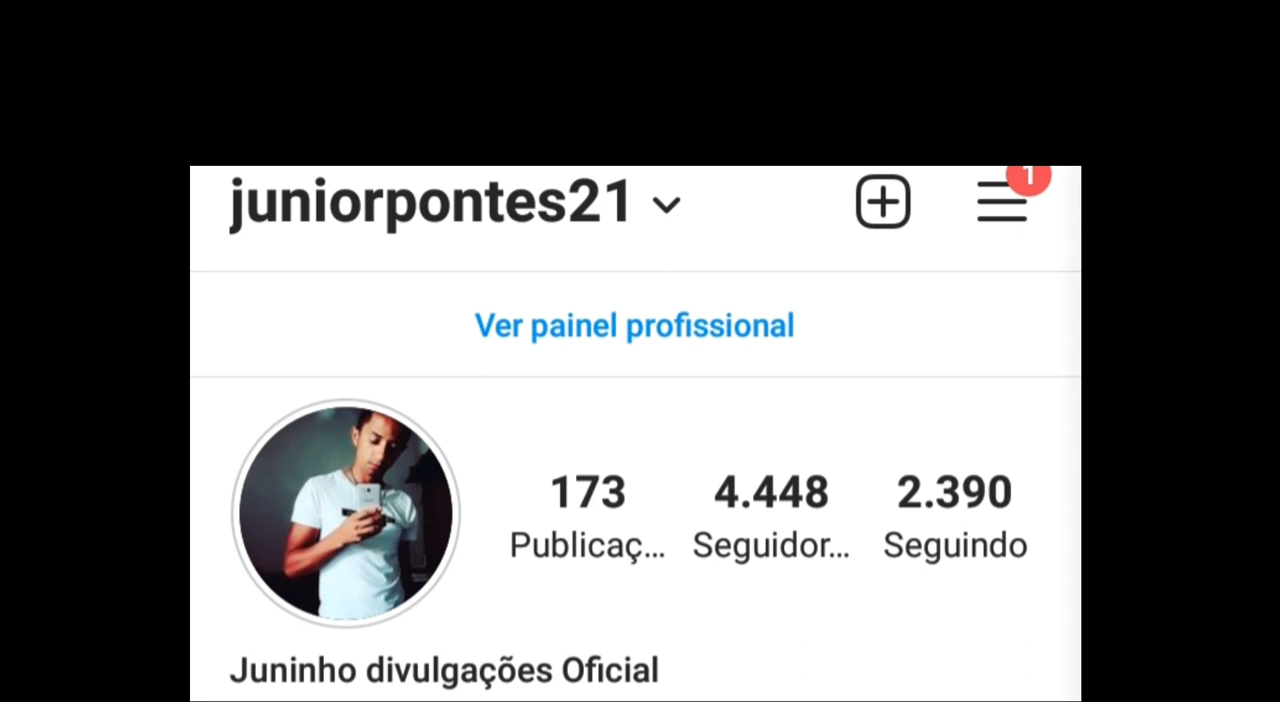 juniorpontes21
1
Ver painel profissional
173 4.448 2.390
Publicaç... Seguidor... Seguindo
Juninho divulgações Oficial